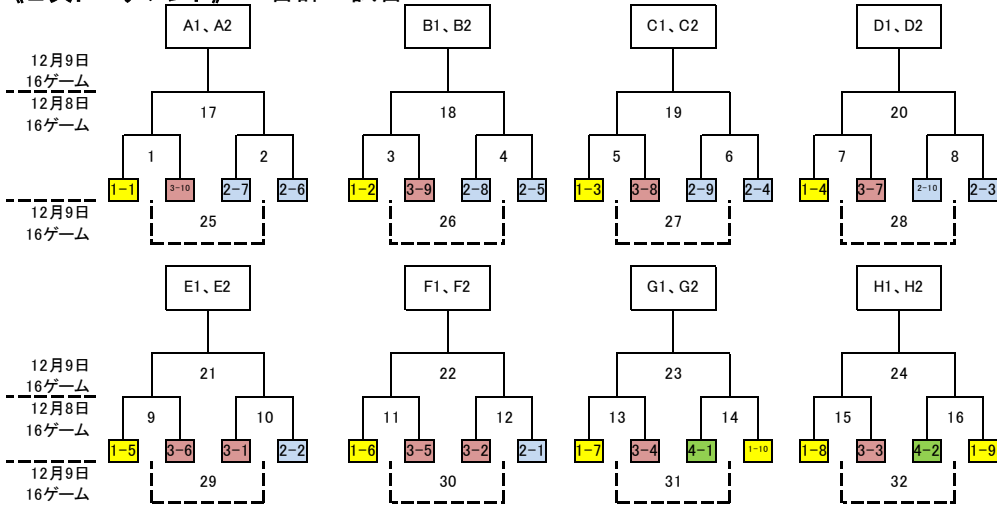 A1、A2 B1、B2 C1、C2 D1、D2
12月9日
16ゲーム
12月8日
16ゲーム
17 18 19 20
1 2 3 4 5 6 7 8
1-1 3-10 2-7 2-6 1-2 3-9 2-8 2-5 1-3 3-8 2-9 2-4 1-4 3-7 2-10 2-3
12月9日
16ゲーム
25 26 27 28
E1、E2 F1、F2 G1、G2 H1、H2
12月9日
16ゲーム
21 22 23 24
12月8日
16ゲーム
9 10 11 12 13 14 15 16
1-5 3-6 3-1 2-2 1-6 3-5 3-2 2-1 1-7 3-4 4-1 1-10 1-8 3-3 4-2 1-9
12月9日
16ゲーム
29 30 31 32